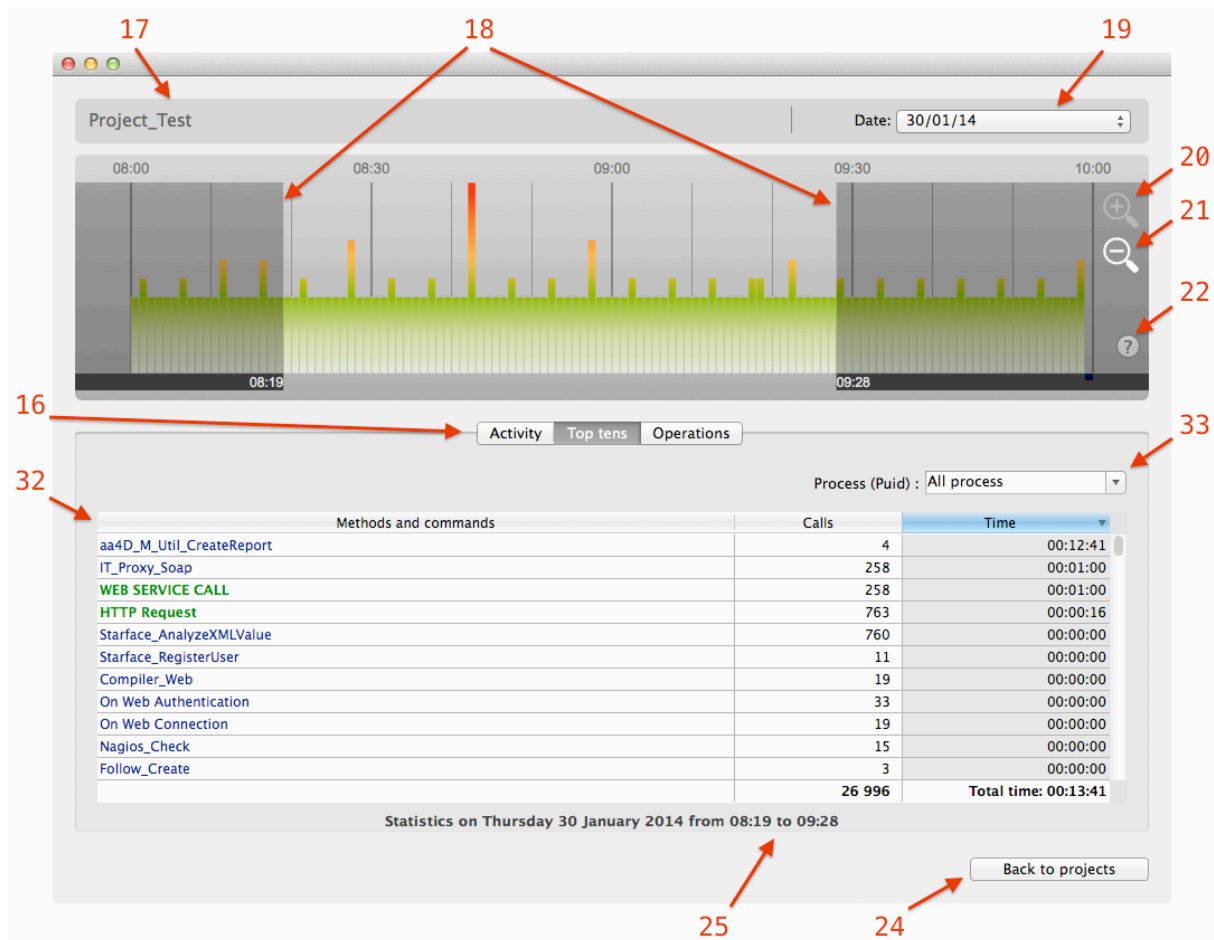 17
18
19
Project_Test
Date: 30/01/14
20
08:00 08:30 09:00 09:30 10:00
21
22
?
08:19 09:28
16
Activity Top tens Operations
33
32
Process (Puid) : All process
Methods and commands Calls Time
aa4D_M_Util_CreateReport 4 00:12:41
IT_Proxy_Soap 258 00:01:00
WEB SERVICE CALL 258 00:01:00
HTTP Request 763 00:00:16
Starface_AnalyzeXMLValue 760 00:00:00
Starface_RegisterUser 11 00:00:00
Compiler_Web 19 00:00:00
On Web Authentication 33 00:00:00
On Web Connection 19 00:00:00
Nagios_Check 15 00:00:00
Follow_Create 3 00:00:00
26 996 Total time: 00:13:41
Statistics on Thursday 30 January 2014 from 08:19 to 09:28
Back to projects
25
24